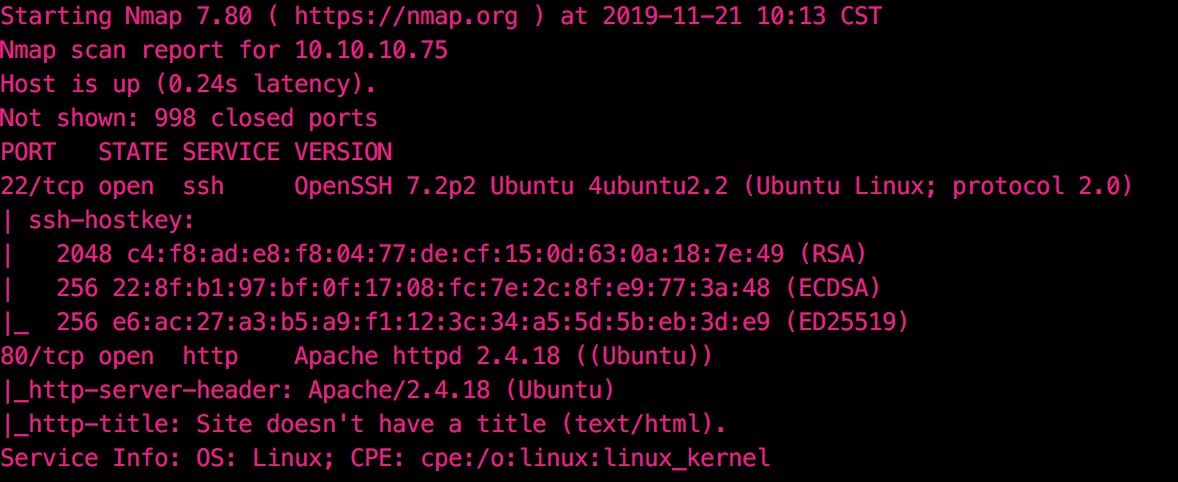 Starting Nmap 7.80 ( https://nmap.org ) at 2019-11-21 10:13 CST
Nmap scan report for 10.10.10.75
Host is up (0.24s latency).
Not shown: 998 closed ports
PORT   STATE SERVICE VERSION
22/tcp open  ssh     OpenSSH 7.2p2 Ubuntu 4ubuntu2.2 (Ubuntu Linux; protocol 2.0)
| ssh-hostkey:
|   2048 c4:f8:ad:e8:f8:04:77:de:cf:15:0d:63:0a:18:7e:49 (RSA)
|   256 22:8f:b1:97:bf:0f:17:08:fc:7e:2c:8f:e9:77:3a:48 (ECDSA)
|_  256 e6:ac:27:a3:b5:a9:f1:12:3c:34:a5:5d:5b:eb:3d:e9 (ED25519)
80/tcp open  http    Apache httpd 2.4.18 ((Ubuntu))
|_http-server-header: Apache/2.4.18 (Ubuntu)
|_http-title: Site doesn't have a title (text/html).
Service Info: OS: Linux; CPE: cpe:/o:linux:linux_kernel